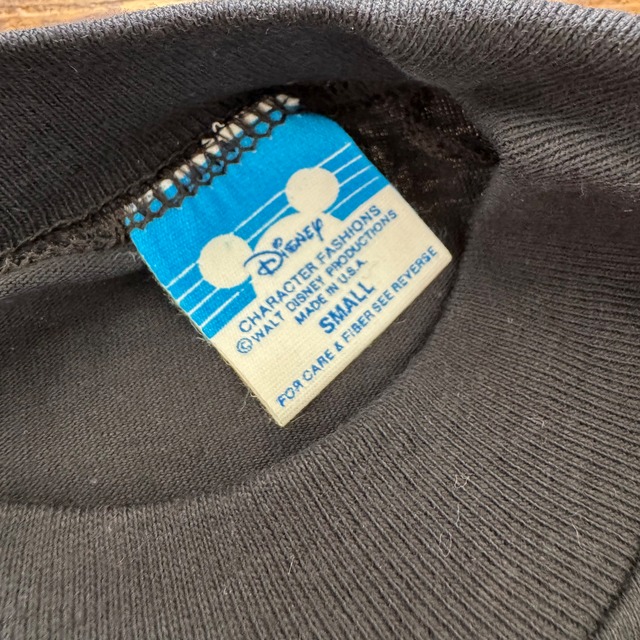 Disney
CHARACTER FASHIONS
©WALT DISNEY PRODUCTIONS
MADE IN U.S.A.
SMALL
FOR CARE & FIBER SEE REVERSE